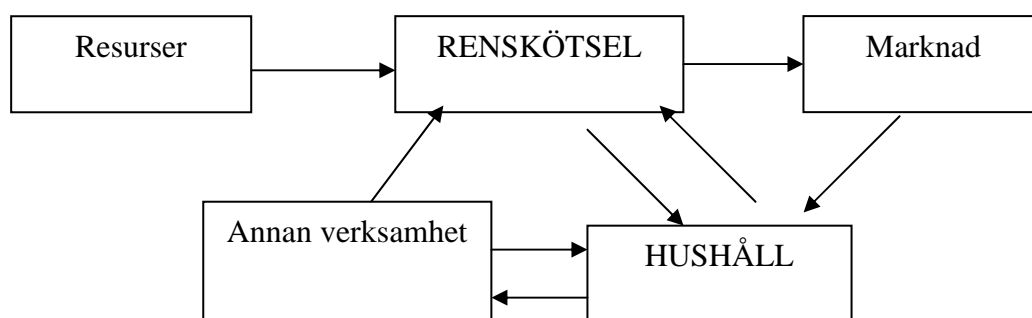 Resurser
RENSKÖTSEL
Marknad
Annan verksamhet
HUSHÅLL